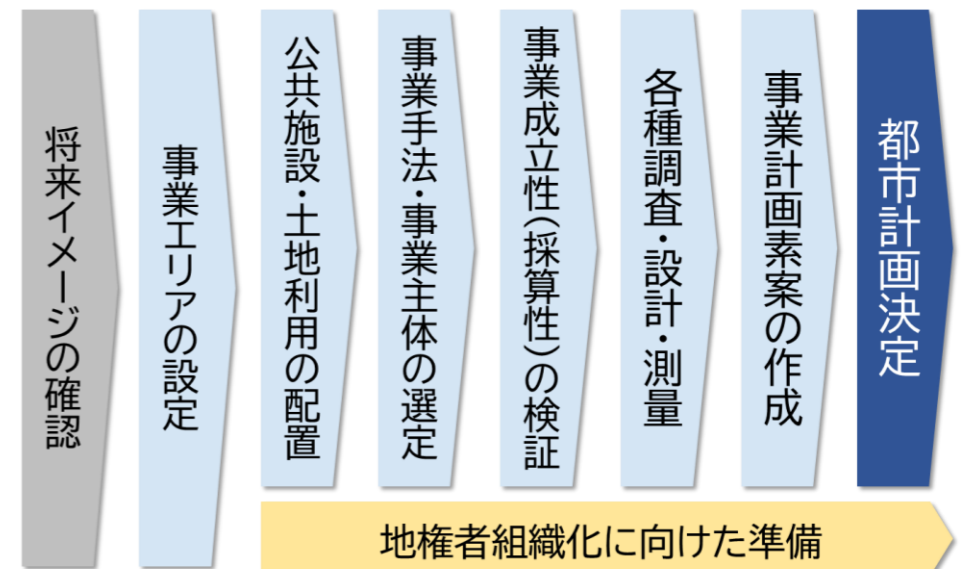 将来イメージの確認
事業エリアの設定
公共施設・土地利用の配置
事業手法・事業主体の選定
事業成立性(採算性)の検証
各種調査・設計・測量
事業計画素案の作成
都市計画決定
地権者組織化に向けた準備